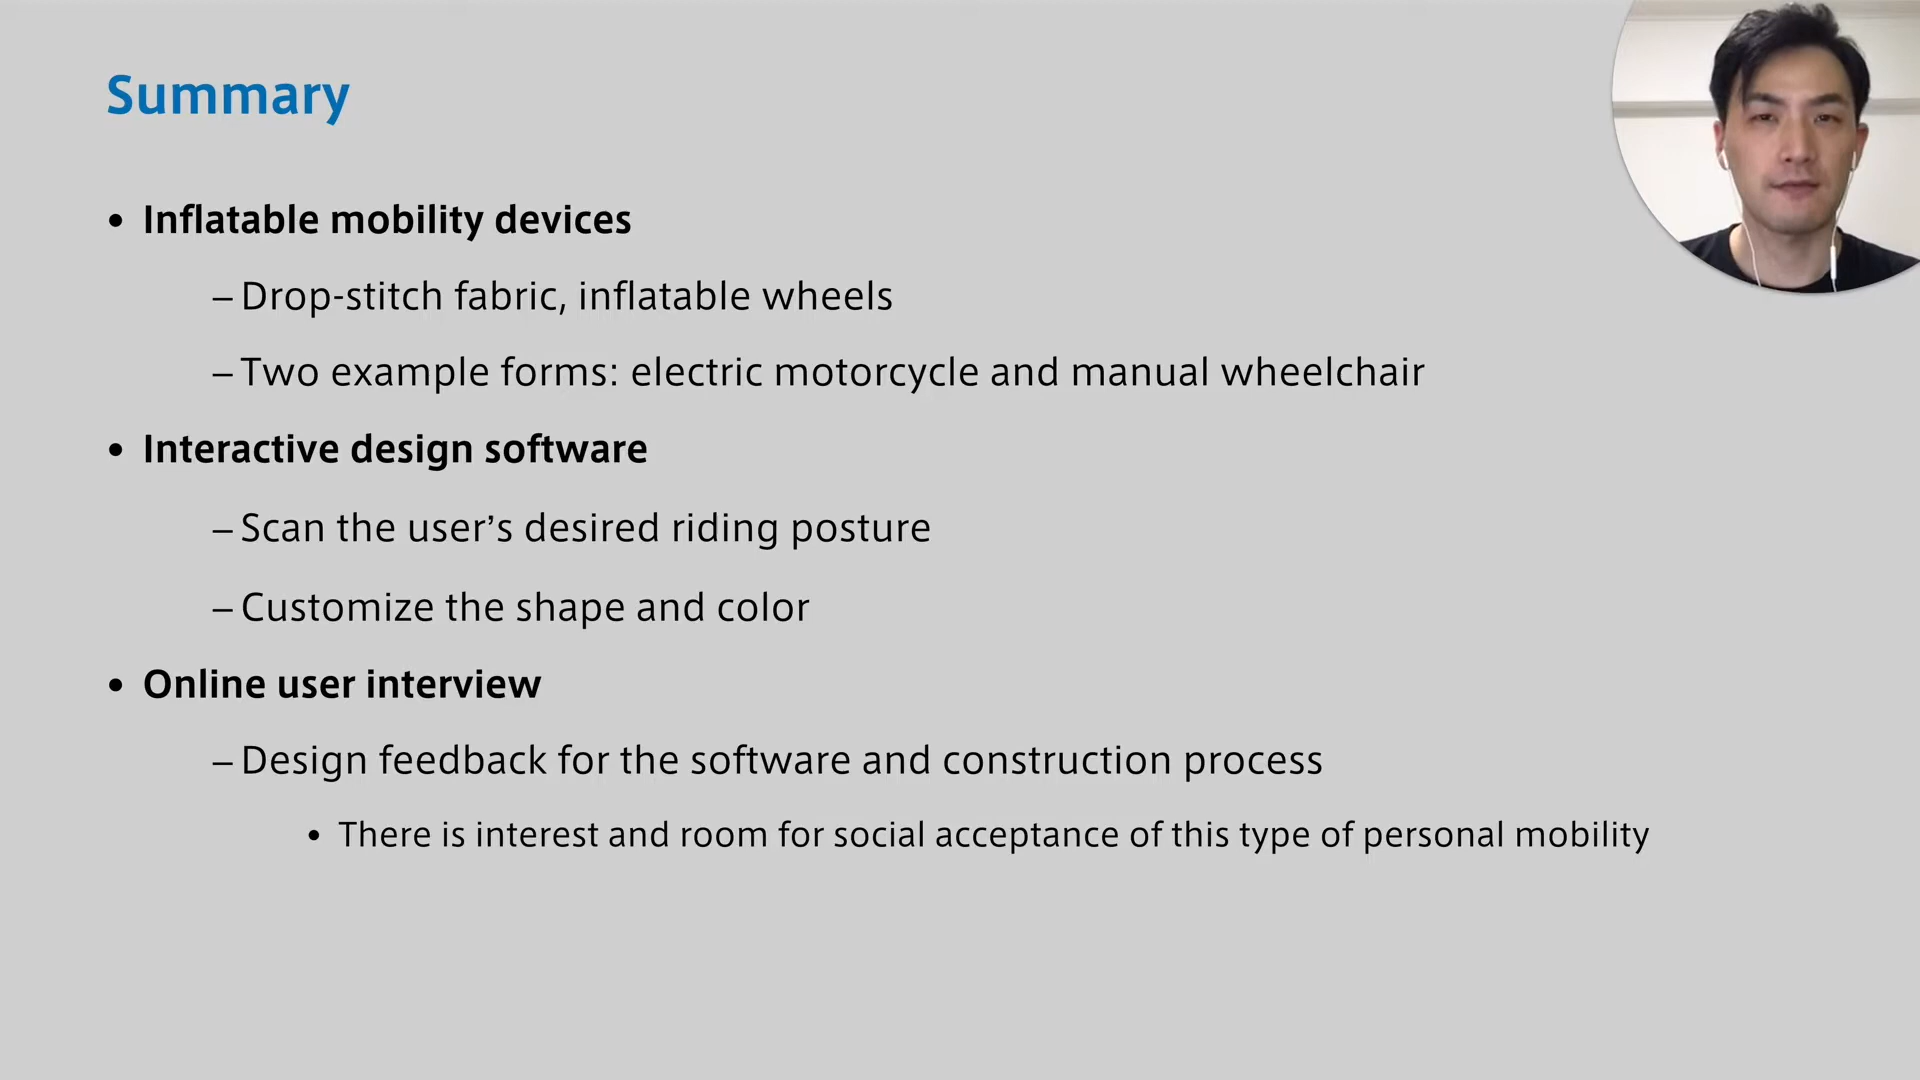 Summary
• Inflatable mobility devices
– Drop-stitch fabric, inflatable wheels
– Two example forms: electric motorcycle and manual wheelchair
• Interactive design software
– Scan the user’s desired riding posture
– Customize the shape and color
• Online user interview
– Design feedback for the software and construction process
• There is interest and room for social acceptance of this type of personal mobility